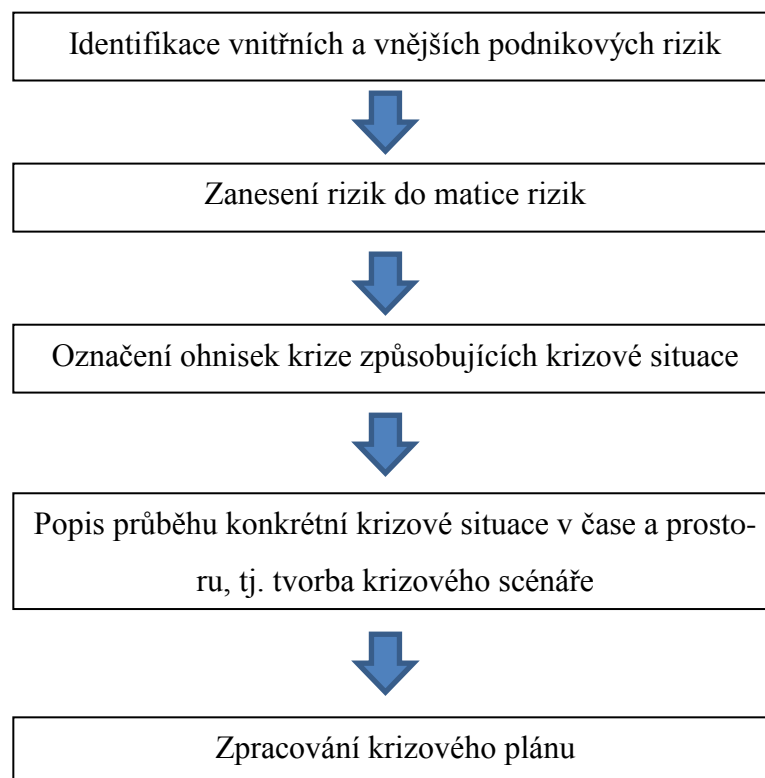 Identifikace vnitřních a vnějších podnikových rizik
Zanesení rizik do matice rizik
Označení ohnisek krize způsobujících krizové situace
Popis průběhu konkrétní krizové situace v čase a prosto-
ru, tj. tvorba krizového scénáře
Zpracování krizového plánu